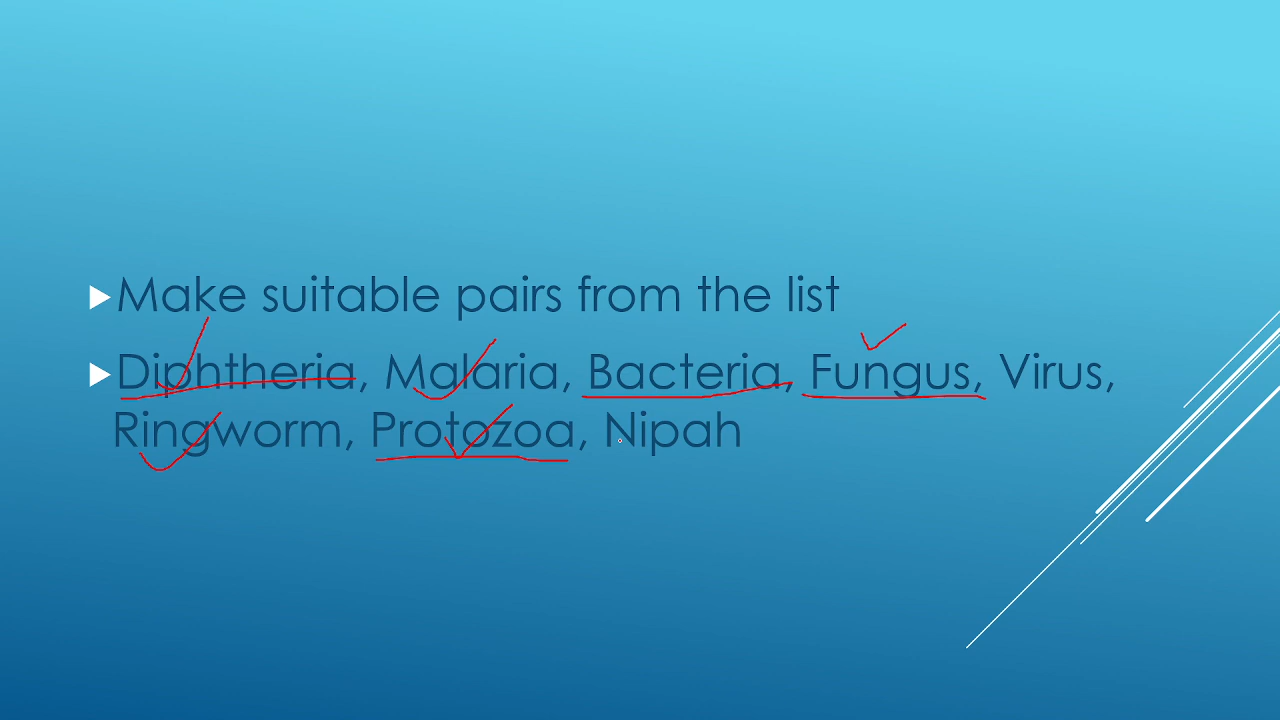 Make suitable pairs from the list
Diphtheria, Malaria, Bacteria, Fungus, Virus,
Ringworm, Protozoa, Nipah